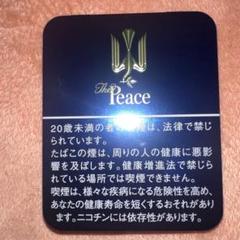 The
Peace
20歳未満の者の喫煙は、法律で禁じ
られています。
たばこの煙は、周りの人の健康に悪影
響を及ぼします。健康増進法で禁じら
れている場所では喫煙できません。
喫煙は、様々な疾病になる危険性を高め、
あなたの健康寿命を短くするおそれがあり
ます。ニコチンには依存性があります。